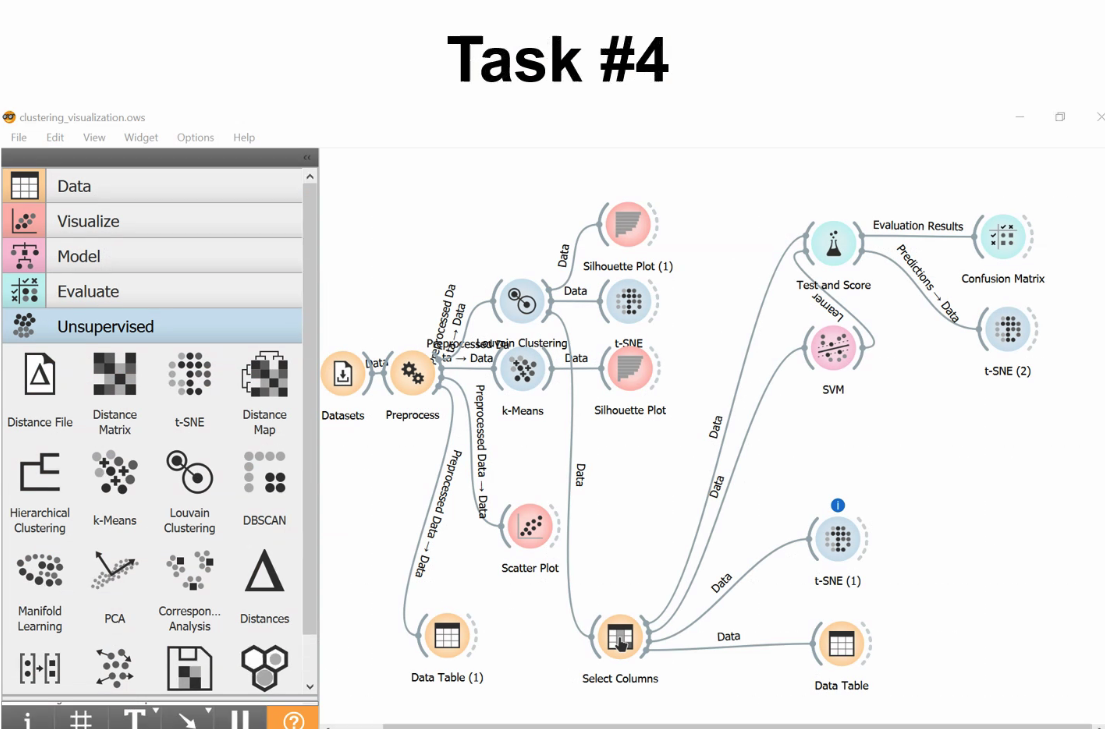 Task #4
clustering_visualization.ows
File Edit View Widget Options Help
Data
Visualize
Model
Evaluate
Unsupervised
Distance File
Distance Matrix
t-SNE
Distance Map
Hierarchical Clustering
k-Means
Louvain Clustering
DBSCAN
Manifold Learning
PCA
Correspon... Analysis
Distances
Datasets
Data
Preprocess
Preprocessed Da
ta → Data
Preprocessed Da
ta → Data
Louvain Clustering
Data
Silhouette Plot (1)
Data
t-SNE
k-Means
Data
Silhouette Plot
Preprocessed Data → Data
Scatter Plot
Preprocessed Data → Data
Data Table (1)
Data
Select Columns
Data
Data
Test and Score
Learner
SVM
Evaluation Results
Confusion Matrix
Predictions → Data
t-SNE (2)
Data
t-SNE (1)
Data
Data Table